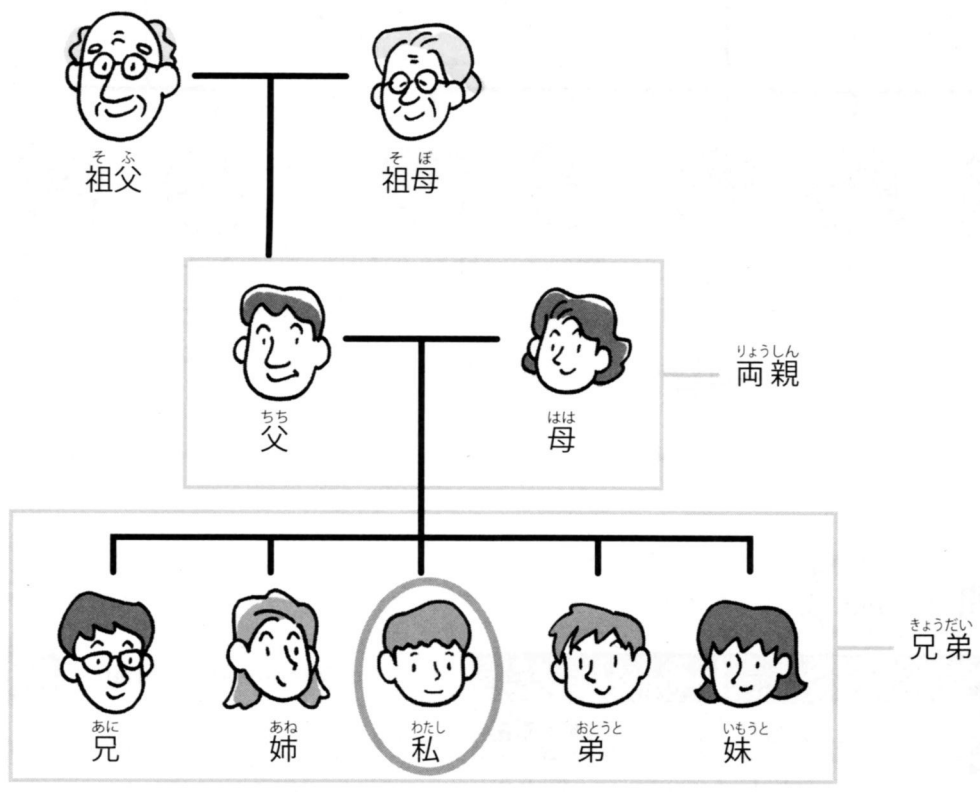 そふ
祖父
そぼ
祖母
りょうしん
両親
ちち
父
はは
母
きょうだい
兄弟
あに
兄
あね
姉
わたし
私
おとうと
弟
いもうと
妹